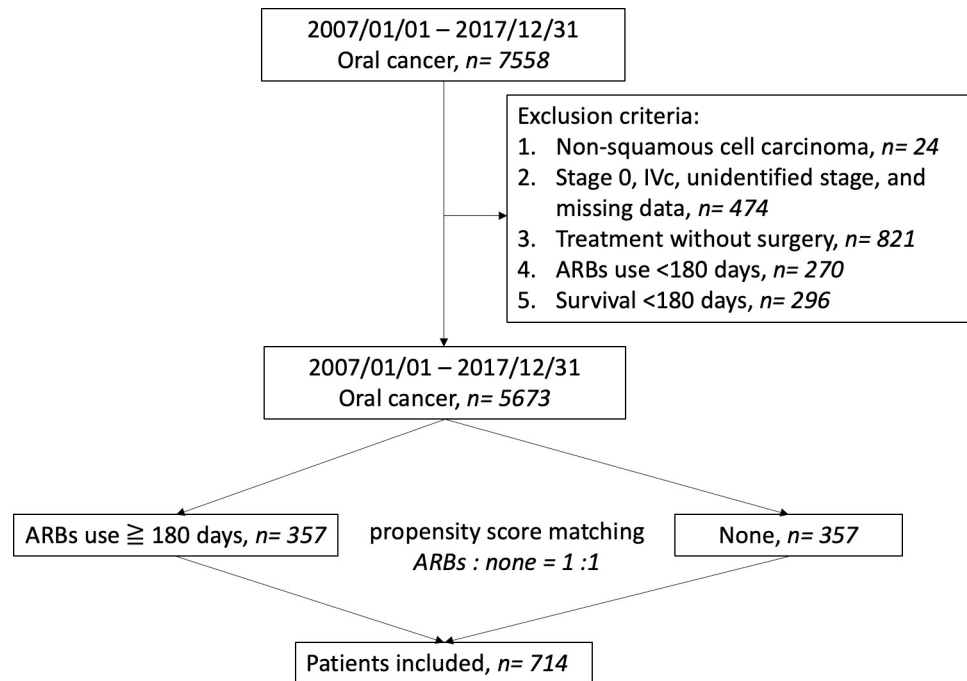 2007/01/01 – 2017/12/31
Oral cancer, n= 7558
Exclusion criteria:
1. Non-squamous cell carcinoma, n= 24
2. Stage 0, IVc, unidentified stage, and
missing data, n= 474
3. Treatment without surgery, n= 821
4. ARBs use <180 days, n= 270
5. Survival <180 days, n= 296
2007/01/01 – 2017/12/31
Oral cancer, n= 5673
ARBs use ≧ 180 days, n= 357
propensity score matching
ARBs : none = 1 :1
None, n= 357
Patients included, n= 714